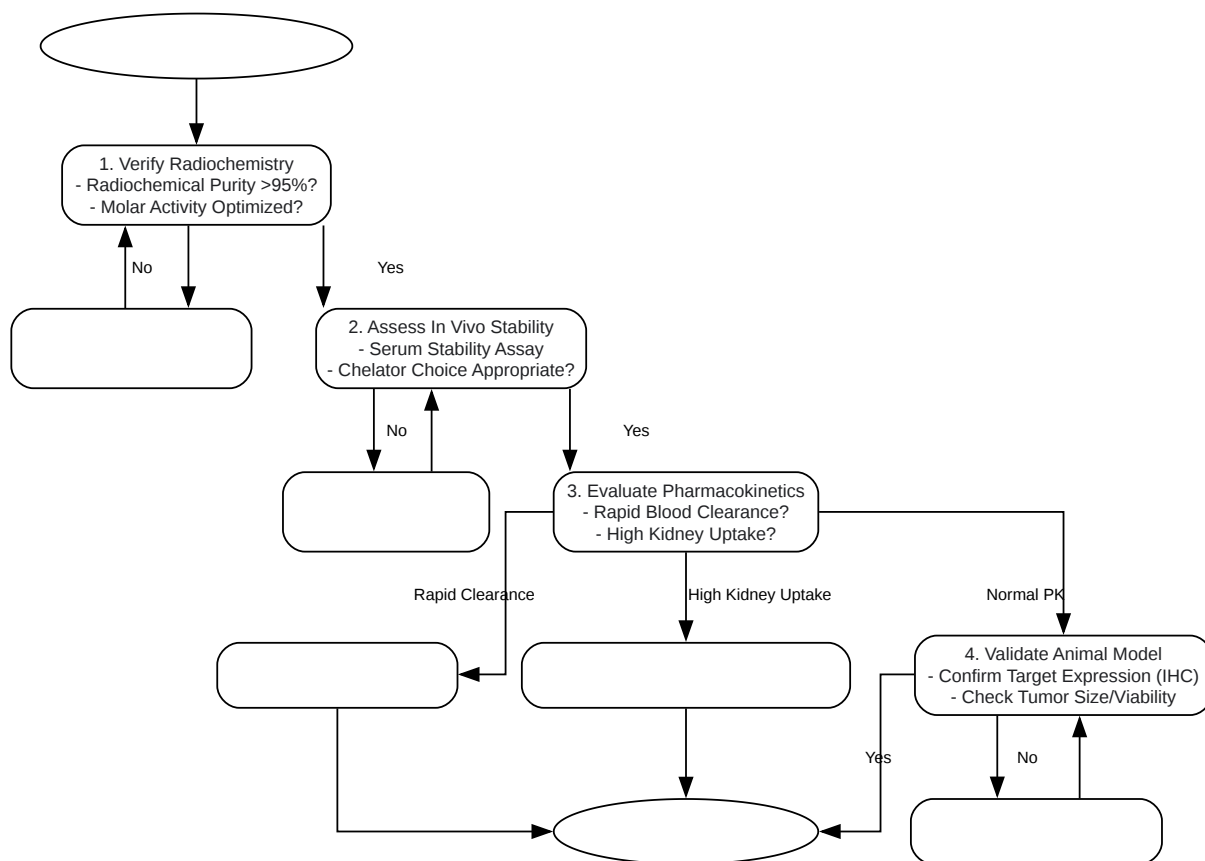 1. Verify Radiochemistry
- Radiochemical Purity >95%?
- Molar Activity Optimized?
No
Yes
2. Assess In Vivo Stability
- Serum Stability Assay
- Chelator Choice Appropriate?
No
Yes
3. Evaluate Pharmacokinetics
- Rapid Blood Clearance?
- High Kidney Uptake?
Rapid Clearance
High Kidney Uptake
Normal PK
4. Validate Animal Model
- Confirm Target Expression (IHC)
- Check Tumor Size/Viability
Yes
No